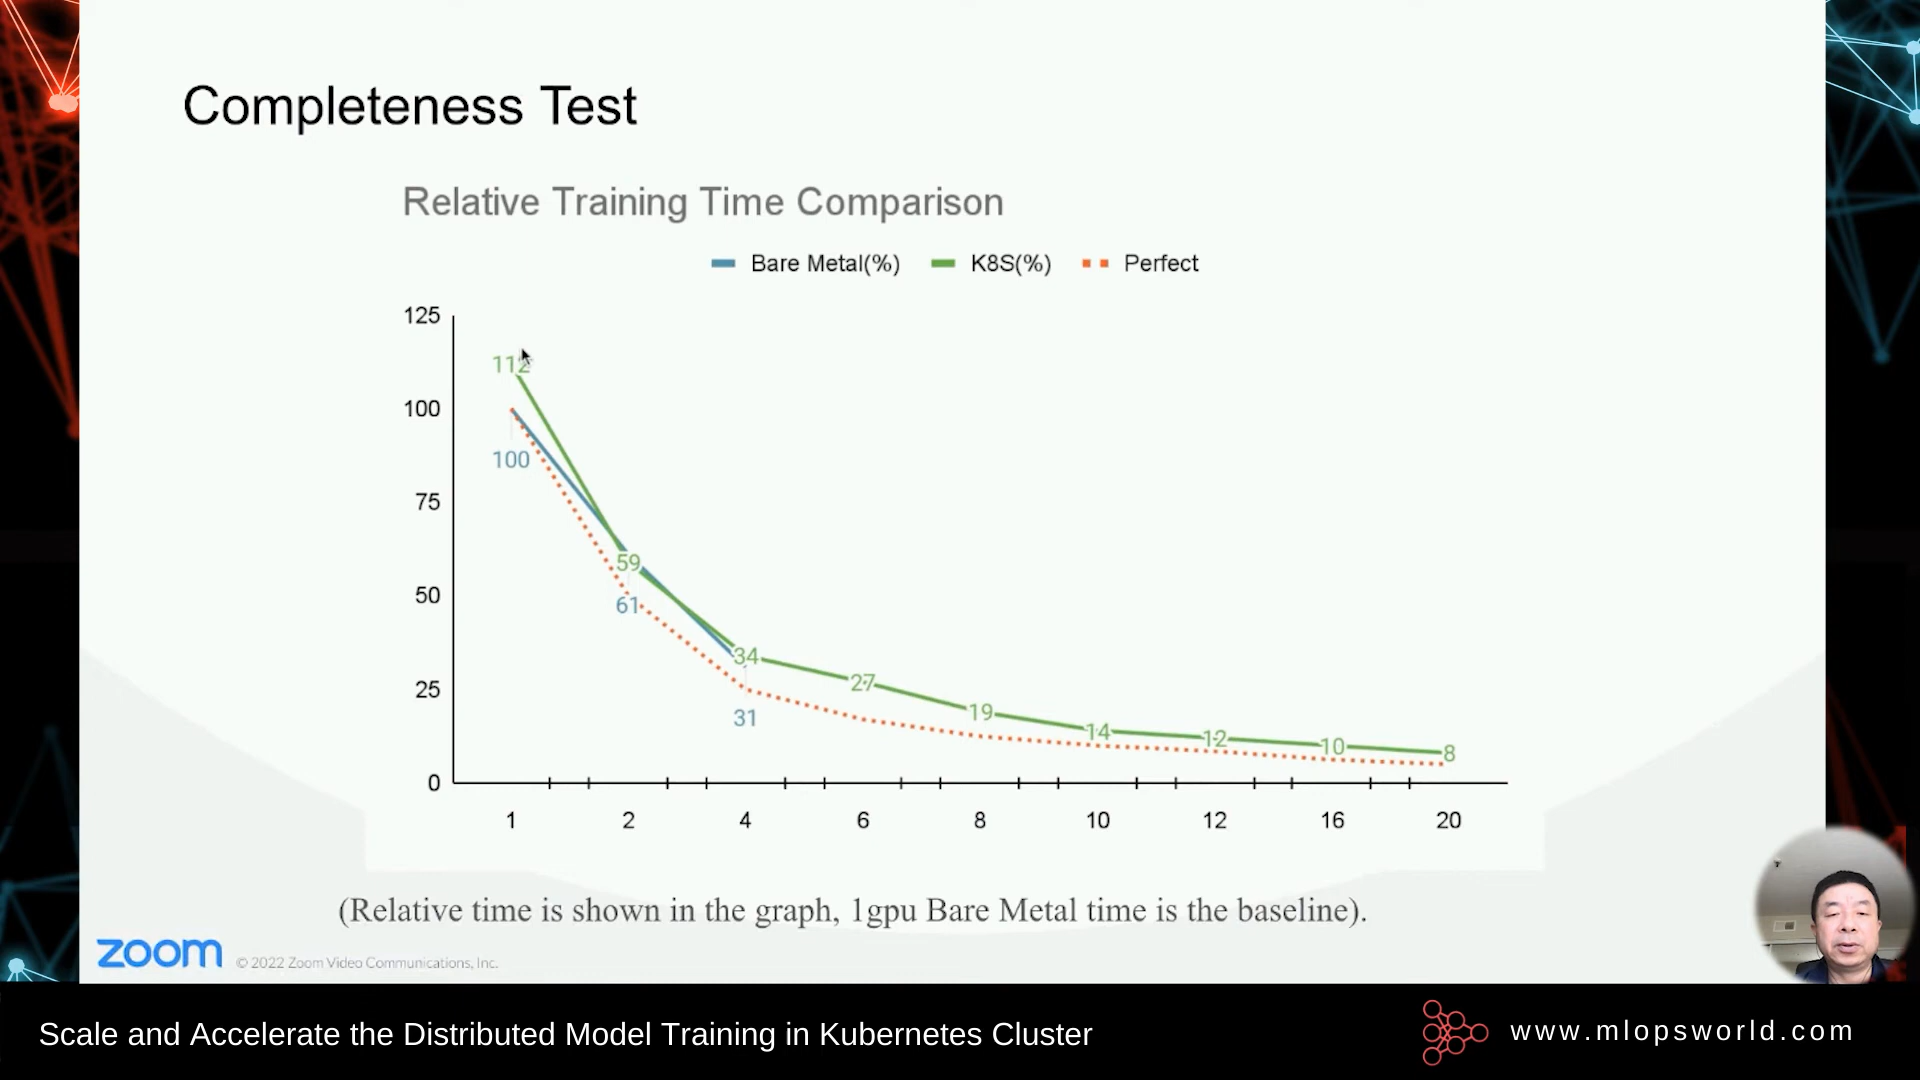 Completeness Test
Relative Training Time Comparison
Bare Metal(%) K8S(%) Perfect
125
112
100
100
75
59
61
50
34
27
25
19
31
14
12
10
8
0
1 2 4 6 8 10 12 16 20
(Relative time is shown in the graph, 1gpu Bare Metal time is the baseline).
zoom © 2022 Zoom Video Communications, Inc.
Scale and Accelerate the Distributed Model Training in Kubernetes Cluster
www.mlopsworld.com